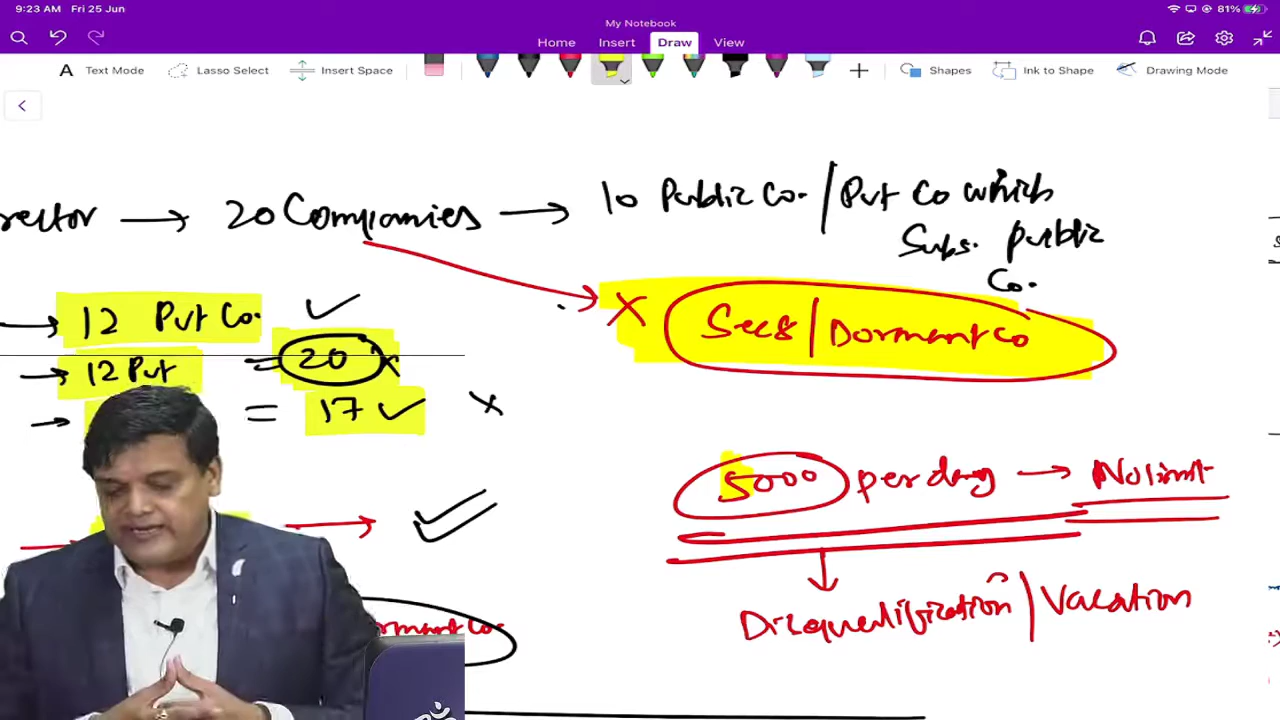 9:23 AM Fri 25 Jun
81%
My Notebook
Home Insert Draw View
Text Mode Lasso Select Insert Space Shapes Ink to Shape Drawing Mode
rector → 20 Companies → 10 Public Co. / Pvt Co which
Subs. public
Co.
→ 12 Pvt Co. ✓
X Sec 8 / Dormant Co
→ 12 Pvt = 20 X
→ = 17 ✓ X
5000 per day → No limit
Disqualification / Vacation
rmant Co.